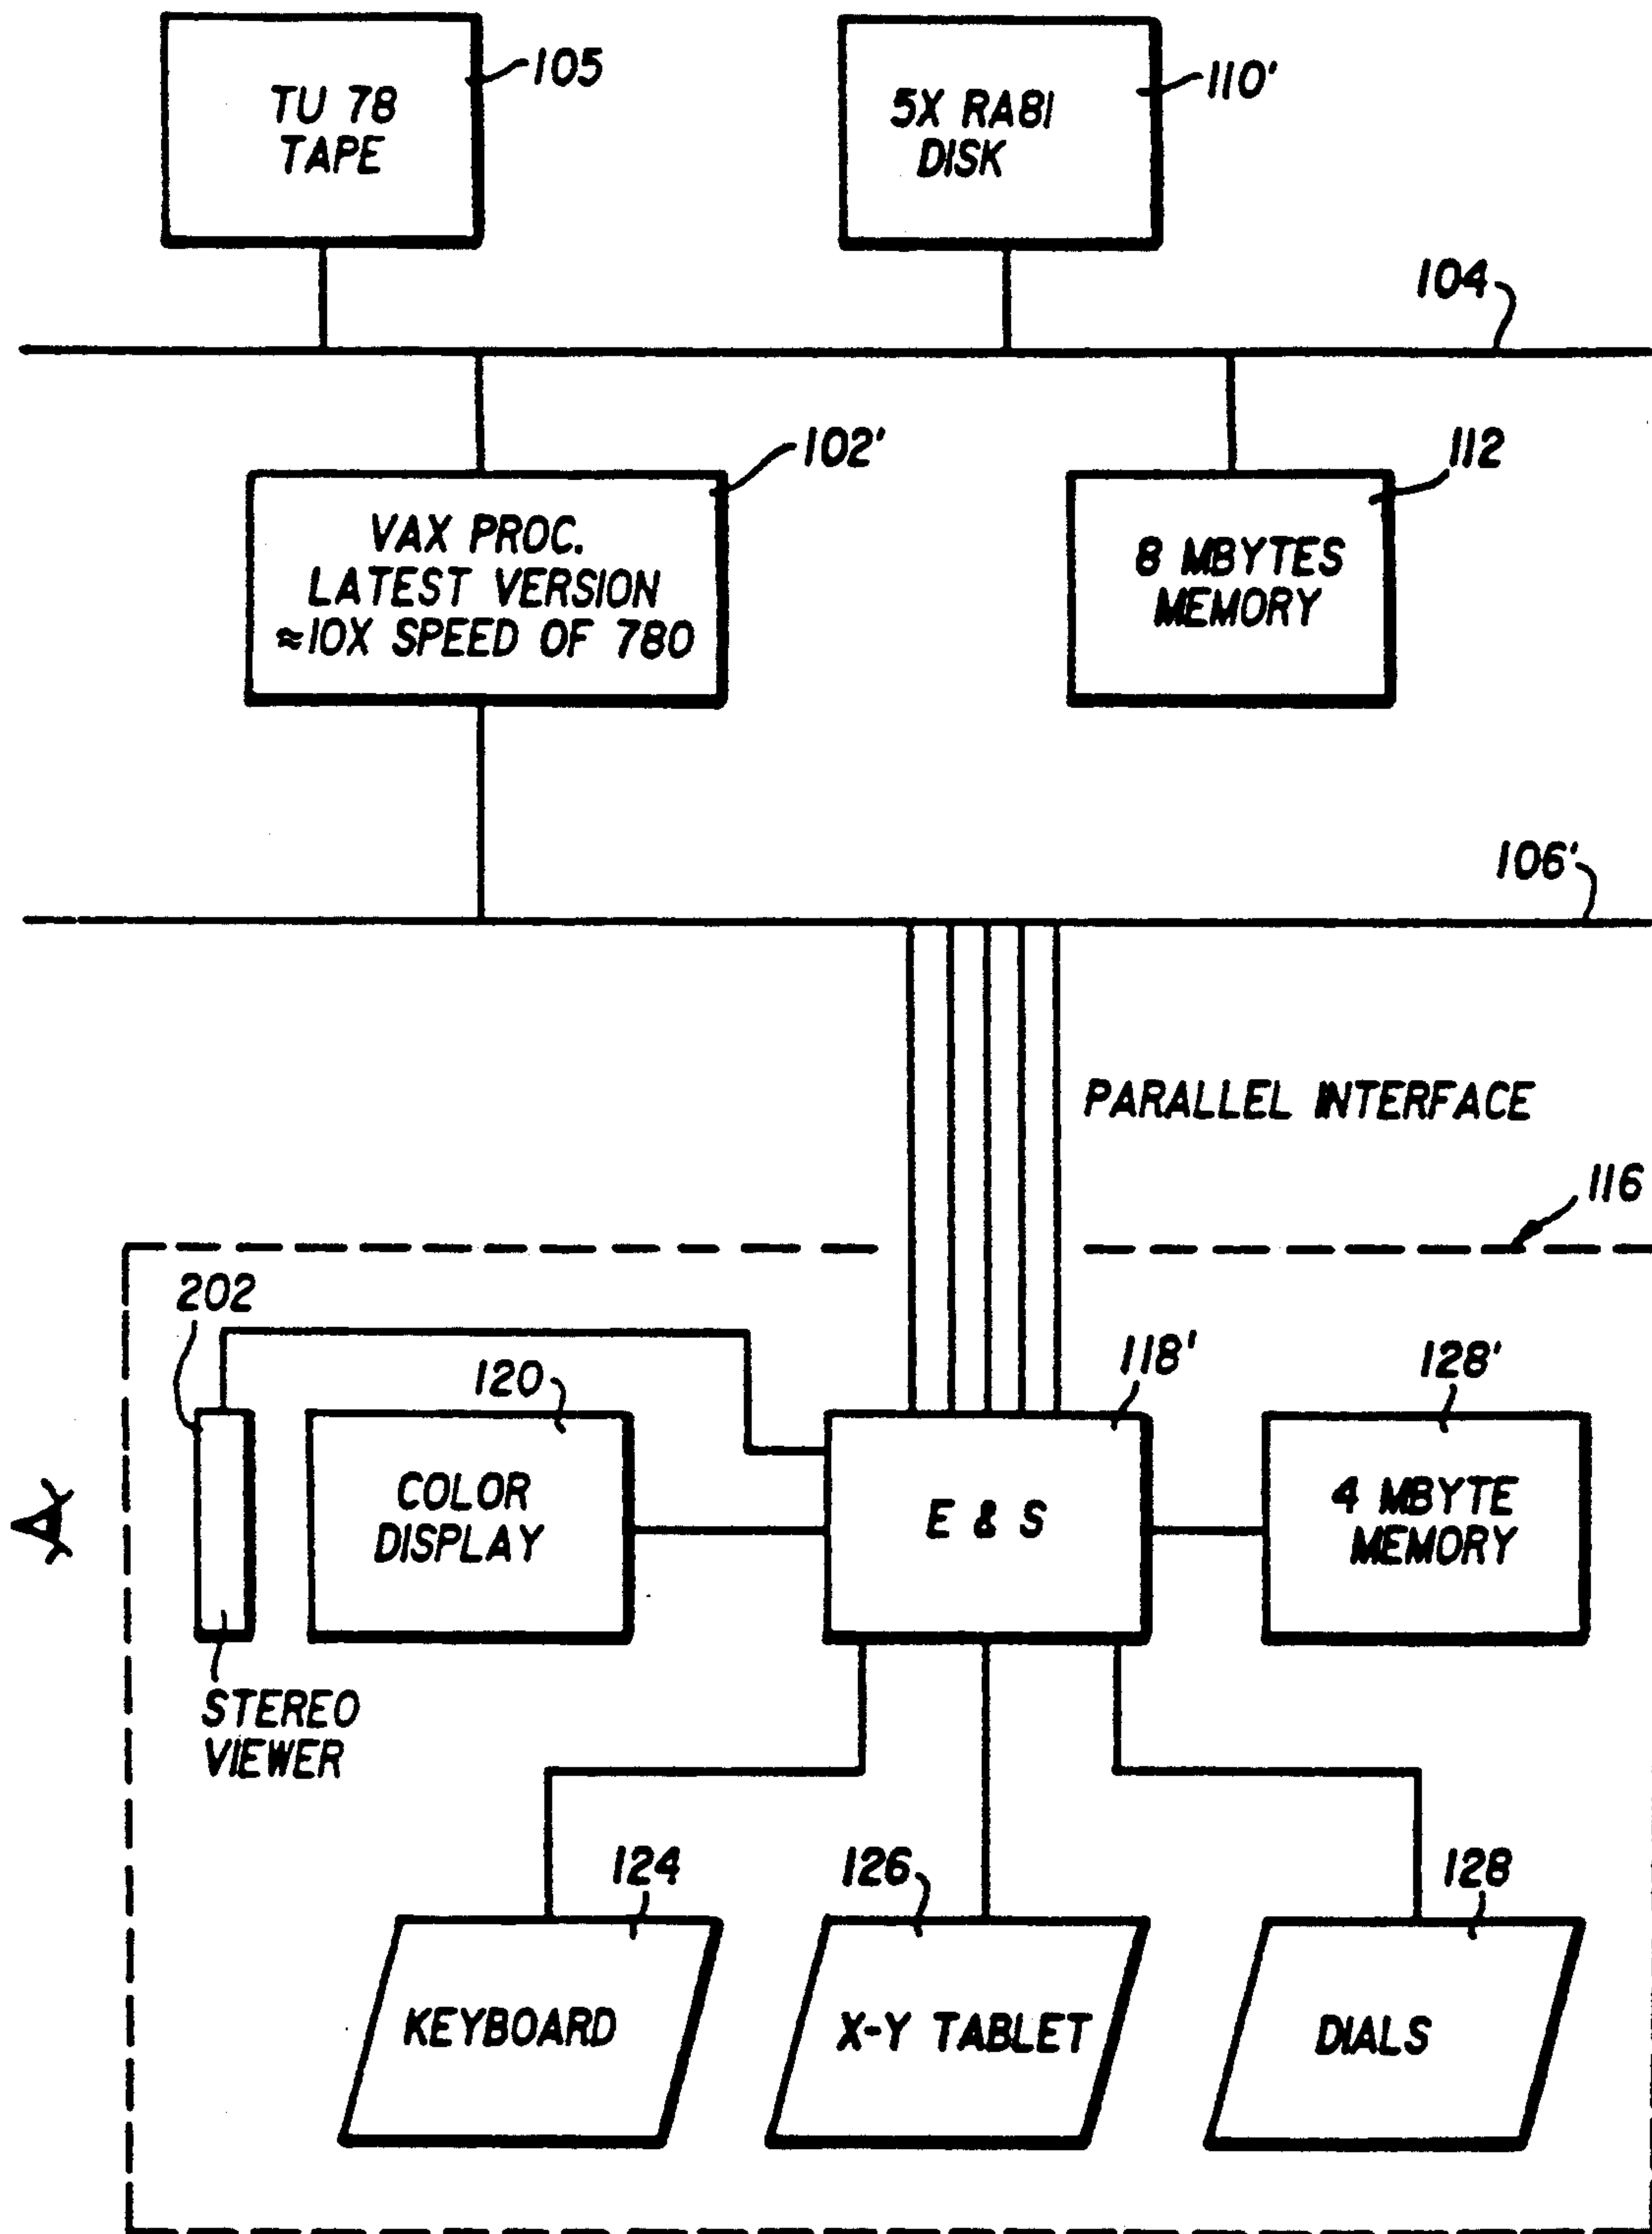 105
TU 78
TAPE
110'
5X RA81
DISK
104
102'
VAX PROC.
LATEST VERSION
≈10X SPEED OF 780
112
8 MBYTES
MEMORY
106'
PARALLEL INTERFACE
116
202
120
118'
128'
COLOR
DISPLAY
E & S
4 MBYTE
MEMORY
STEREO
VIEWER
124
126
128
KEYBOARD
X-Y TABLET
DIALS